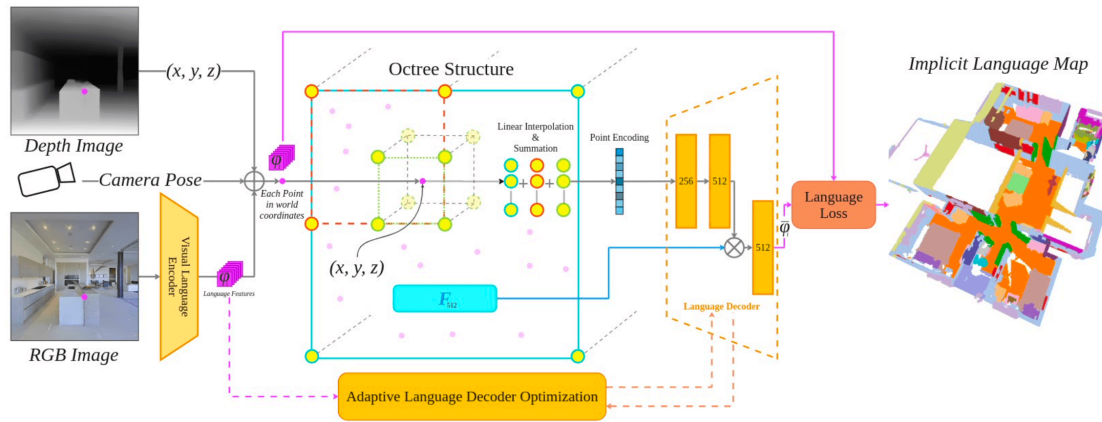 (x, y, z)
Depth Image
Camera Pose
RGB Image
Visual Language
Encoder
φ
Language Features
φ
Each Point
in world
coordinates
Octree Structure
(x, y, z)
F512
Linear Interpolation
&
Summation
+ +
Point Encoding
256
512
512
Language Decoder
φ̄
Language
Loss
Adaptive Language Decoder Optimization
Implicit Language Map